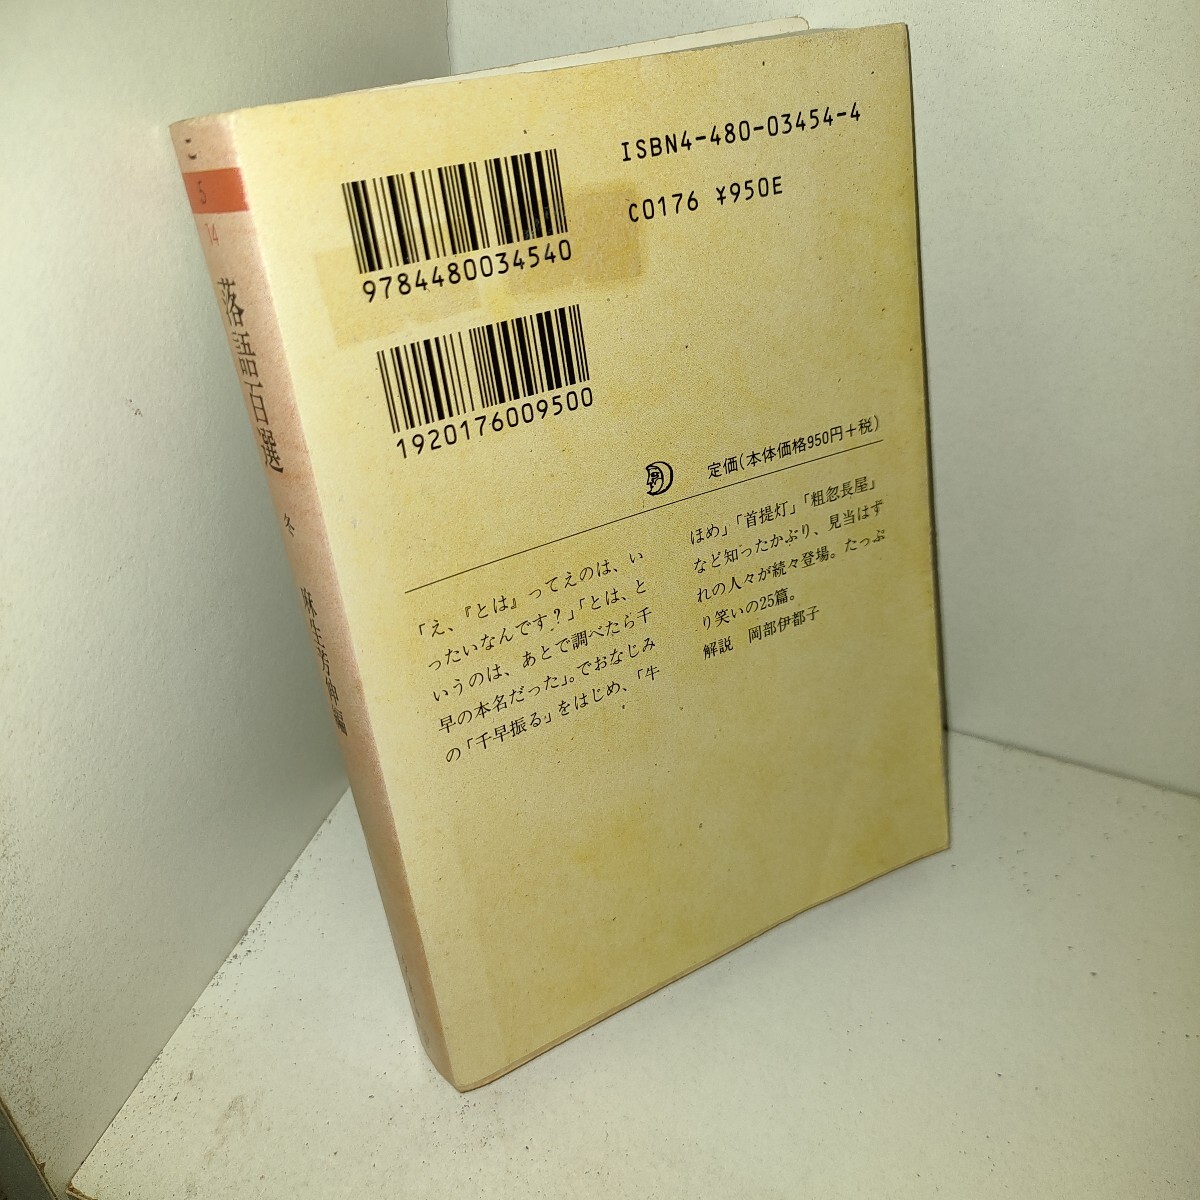 こ
5
14
落語百選
冬
麻生芳伸編
ISBN4-480-03454-4
C0176 ¥950E
9784480034540
1920176009500
定価(本体価格950円+税)
「え、『とは』ってえのは、い
ったいなんです?」「とは、と
いうのは、あとで調べたら千
早の本名だった」。でおなじみ
の「千早振る」をはじめ、「牛
ほめ」「首提灯」「粗忽長屋」
など知ったかぶり、見当はず
れの人々が続々登場。たっぷ
り笑いの25篇。
解説 岡部伊都子